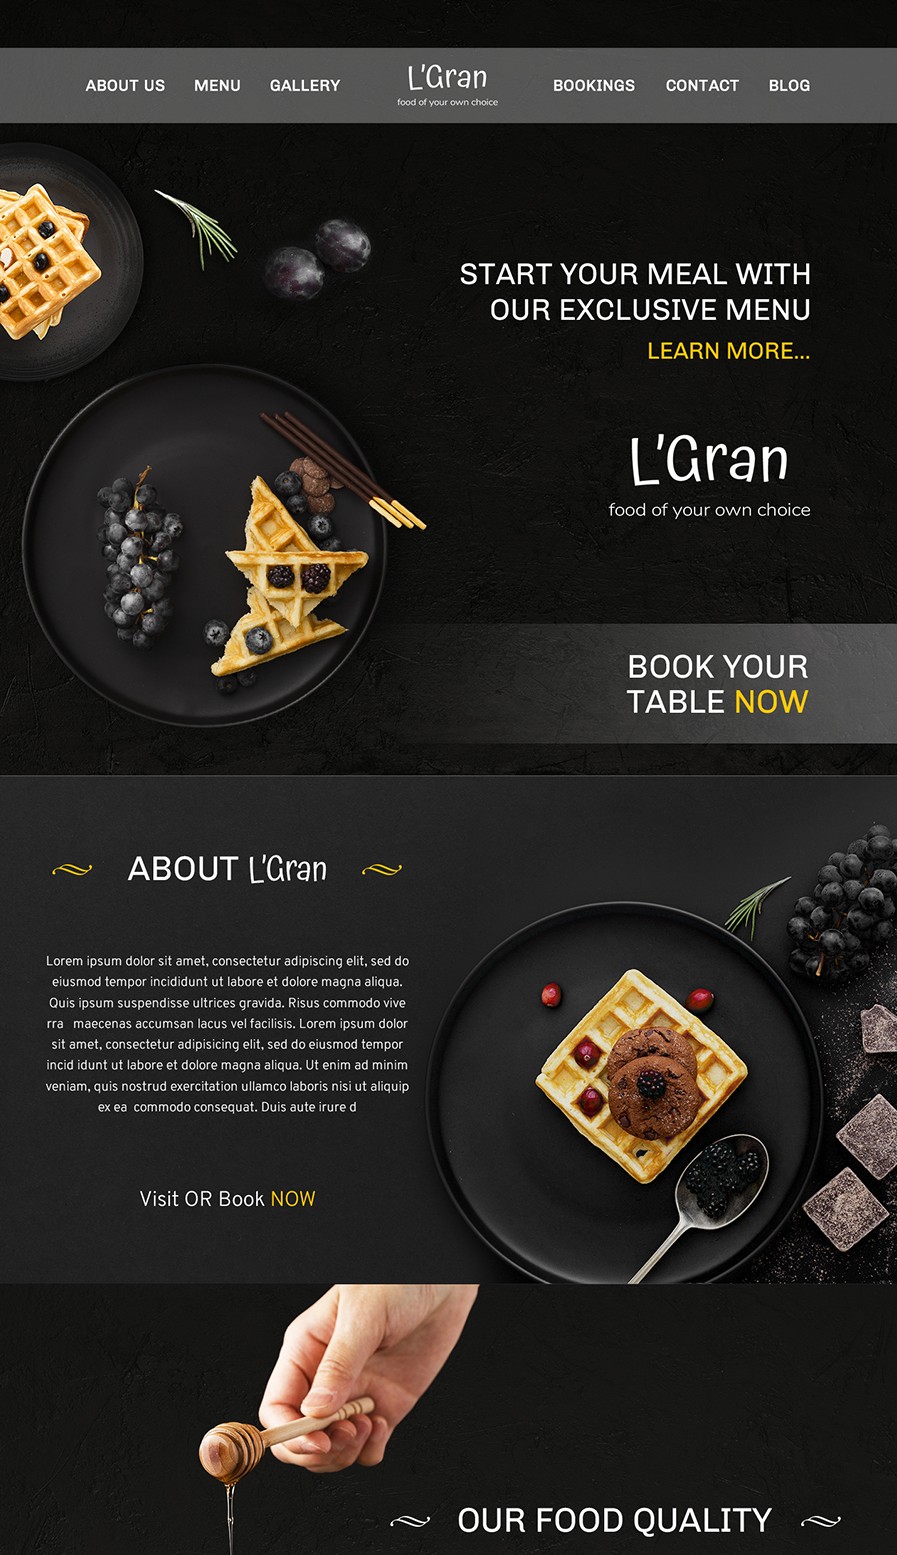 ABOUT US MENU GALLERY L'Gran BOOKINGS CONTACT BLOG
food of your own choice
START YOUR MEAL WITH
OUR EXCLUSIVE MENU
LEARN MORE...
L'Gran
food of your own choice
BOOK YOUR
TABLE NOW
ABOUT L'Gran
Lorem ipsum dolor sit amet, consectetur adipiscing elit, sed do
eiusmod tempor incididunt ut labore et dolore magna aliqua.
Quis ipsum suspendisse ultrices gravida. Risus commodo vive
rra maecenas accumsan lacus vel facilisis. Lorem ipsum dolor
sit amet, consectetur adipisicing elit, sed do eiusmod tempor
incid idunt ut labore et dolore magna aliqua. Ut enim ad minim
veniam, quis nostrud exercitation ullamco laboris nisi ut aliquip
ex ea commodo consequat. Duis aute irure d
Visit OR Book NOW
OUR FOOD QUALITY